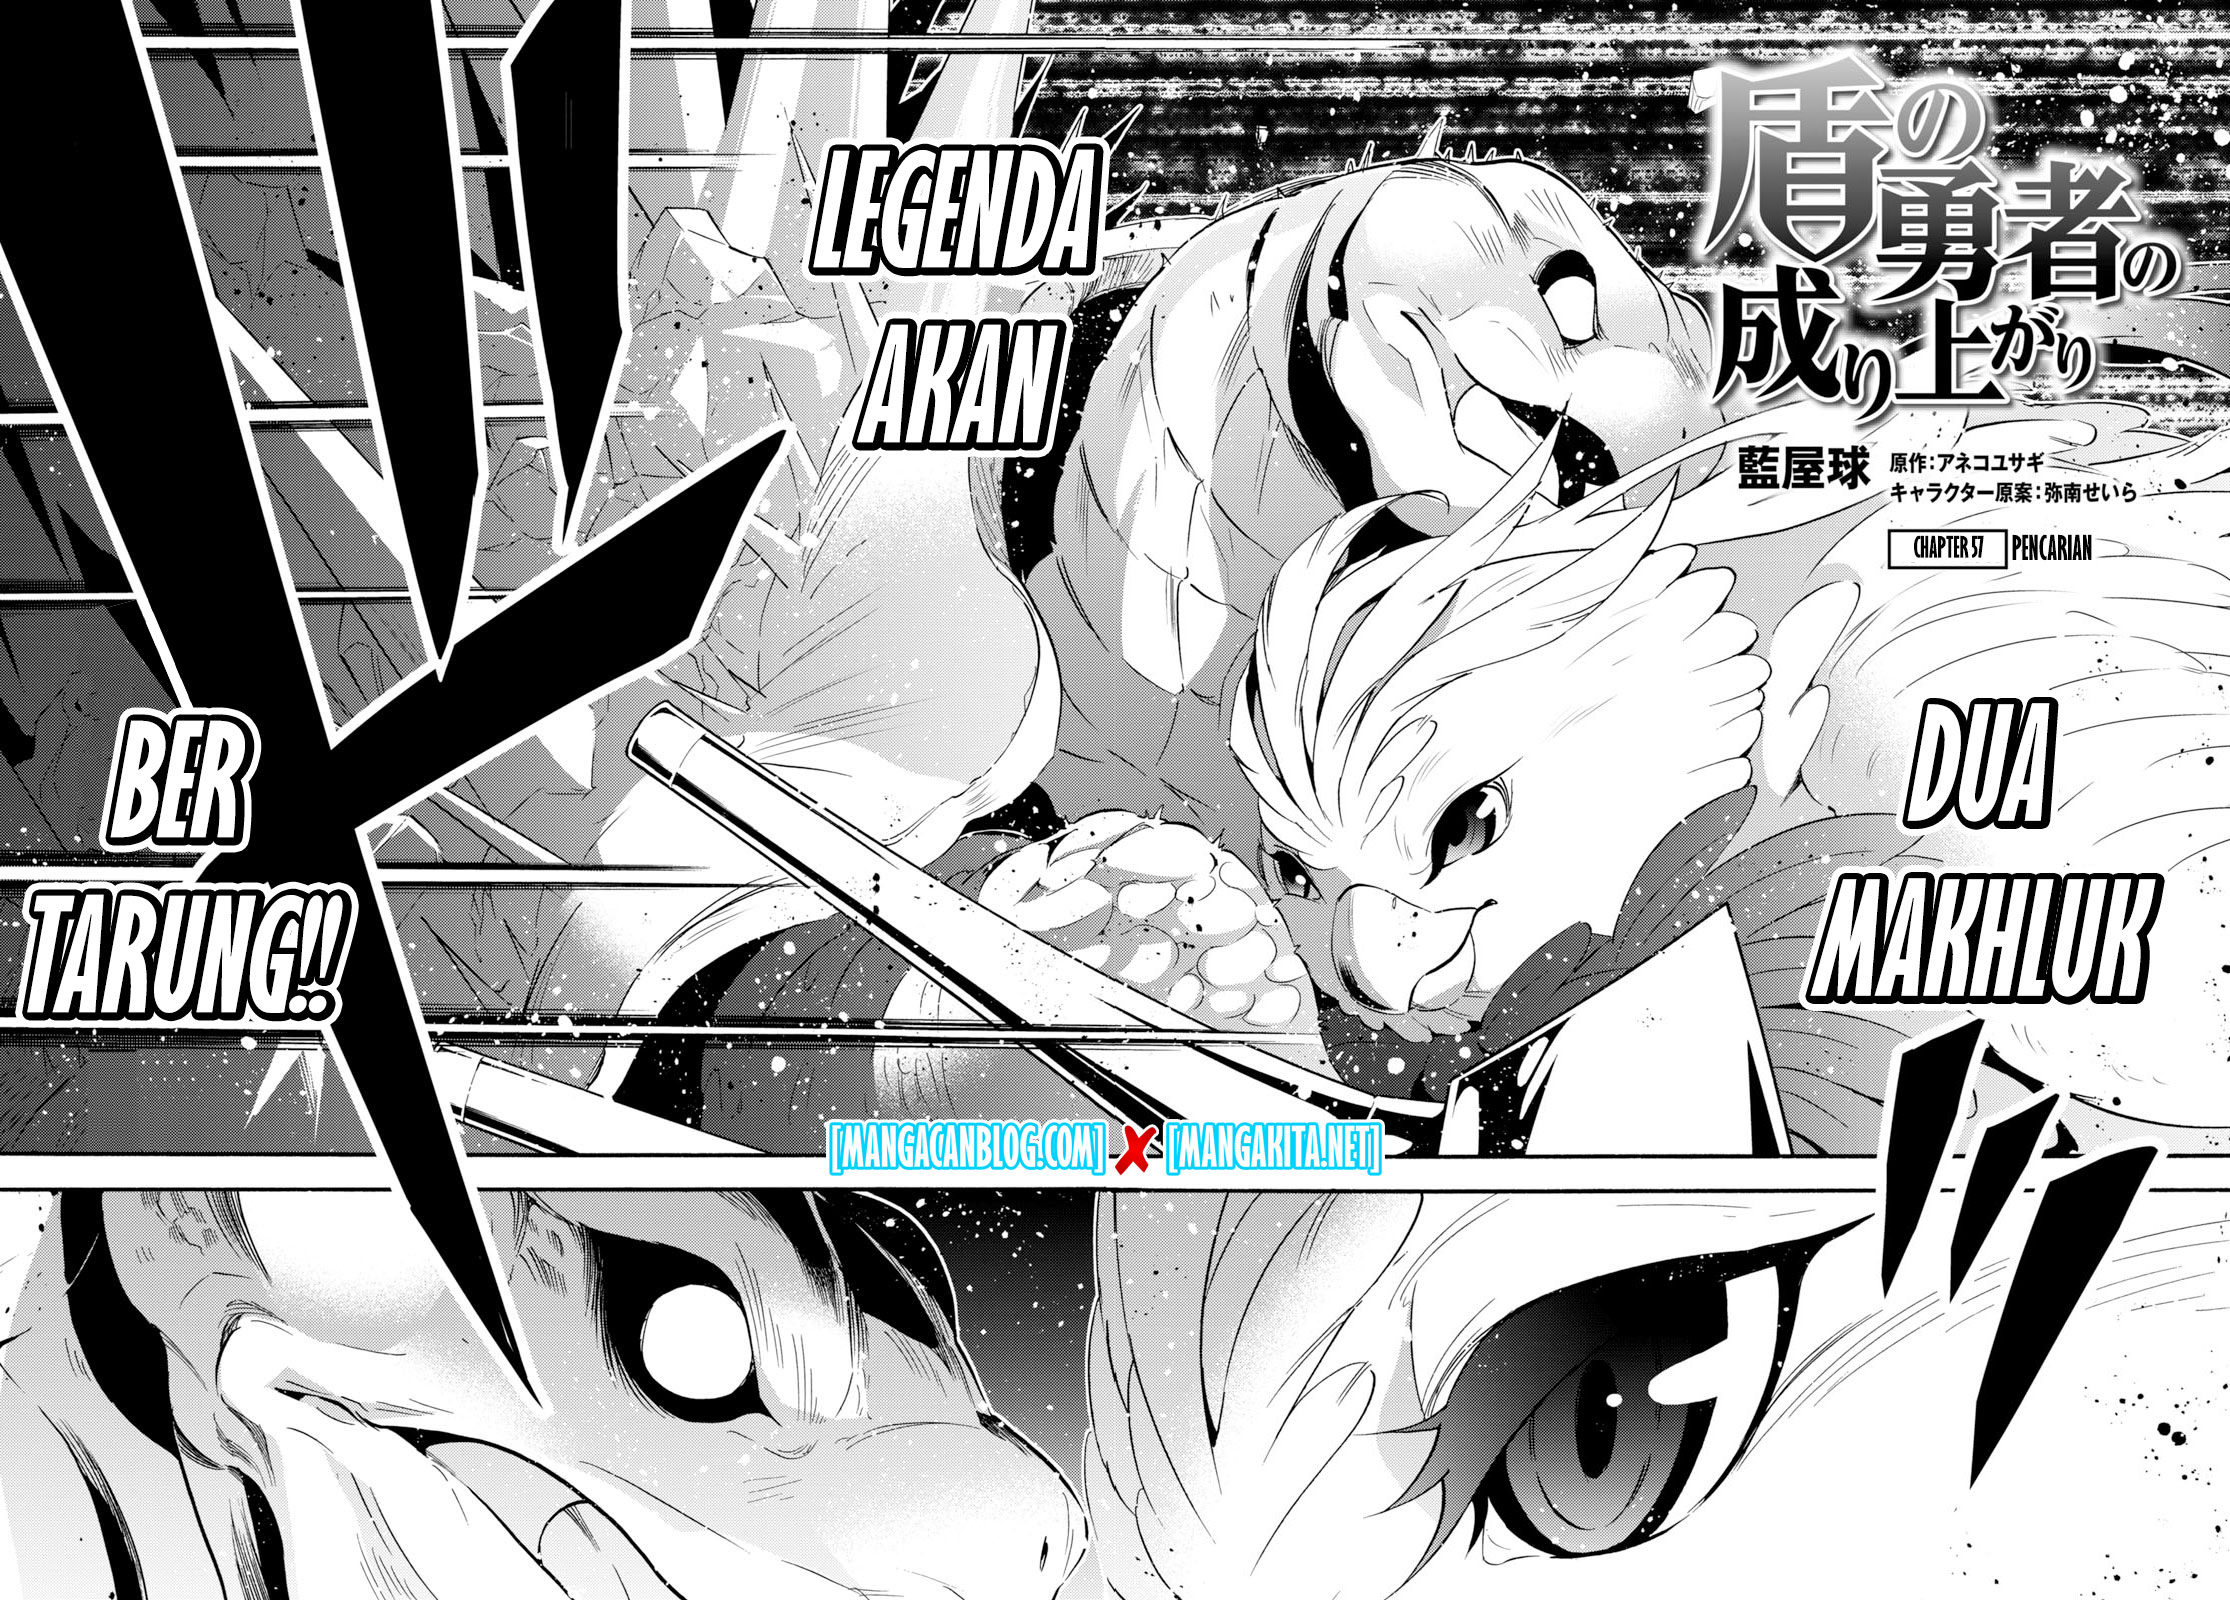 盾の勇者の
成り上がり
藍屋球
原作:アネコユサギ
キャラクター原案:弥南せいら
CHAPTER 57
PENCARIAN
DUA
MAKHLUK
LEGENDA
AKAN
BER
TARUNG!!
[MANGACANBLOG.COM] X [MANGAKITA.NET]